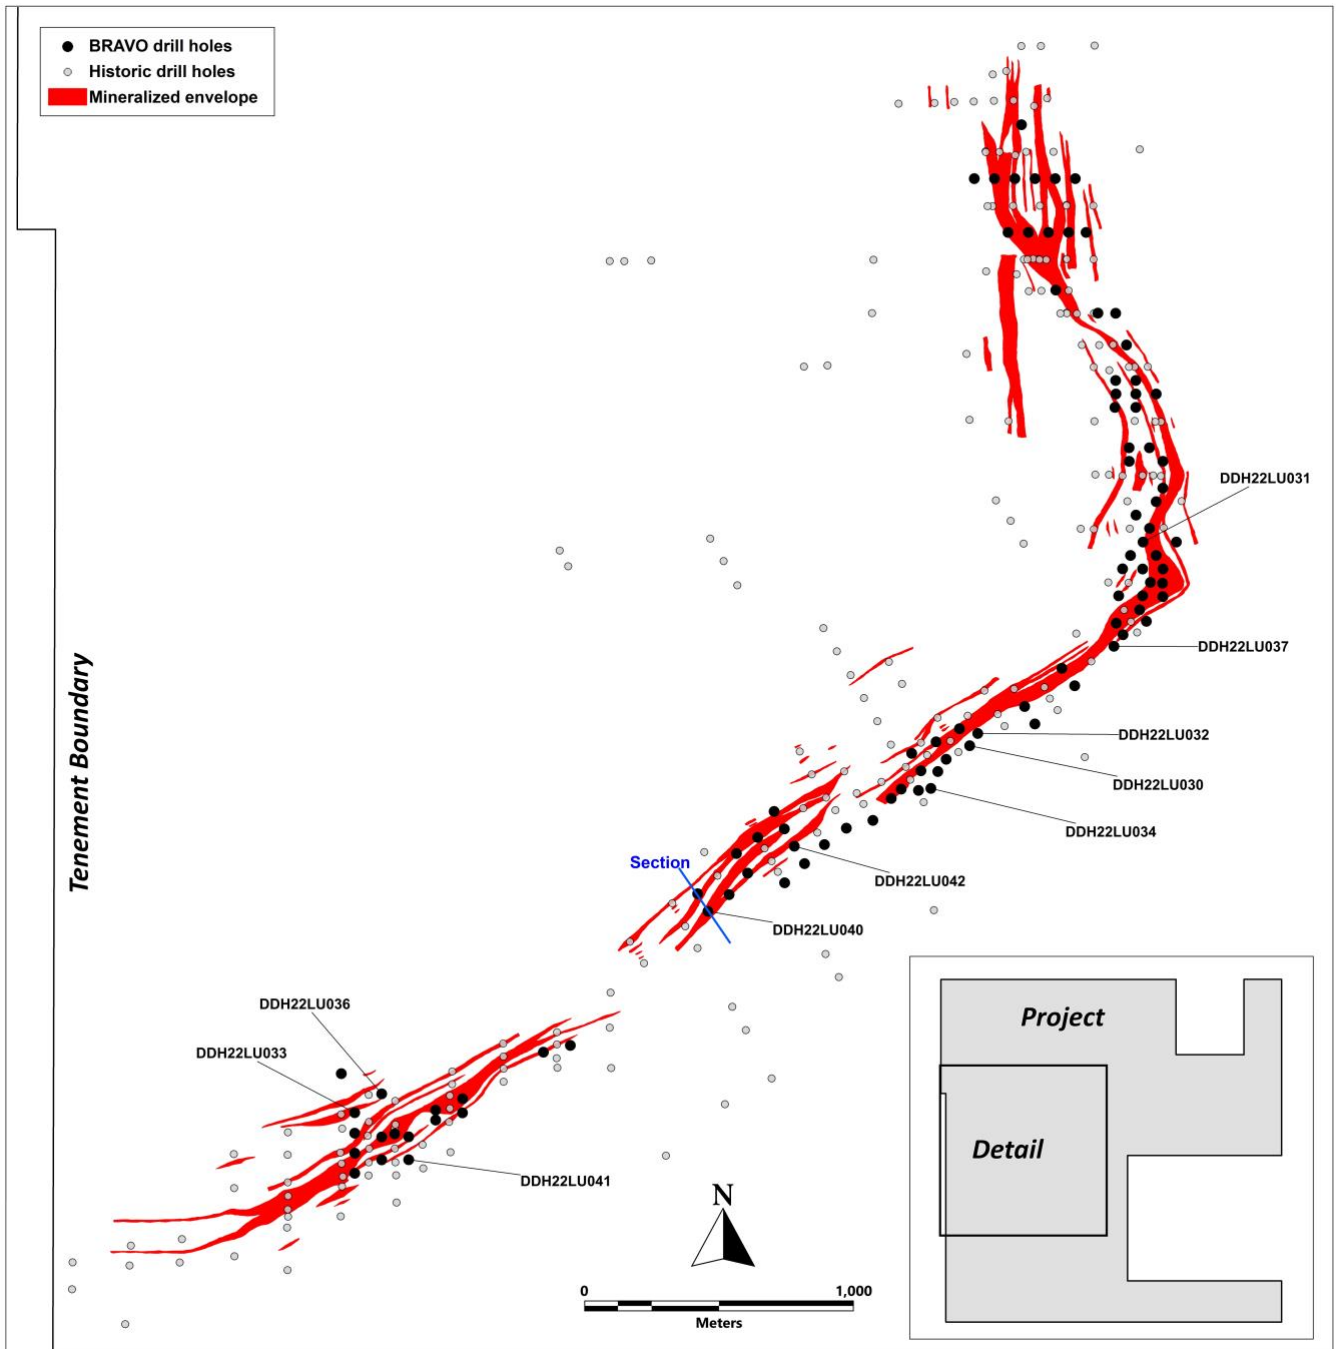 BRAVO drill holes
Historic drill holes
Mineralized envelope
DDH22LU031
Tenement Boundary
DDH22LU037
DDH22LU032
DDH22LU030
DDH22LU034
Section
DDH22LU042
DDH22LU040
DDH22LU036
DDH22LU033
DDH22LU041
N
0 1,000
Meters
Project
Detail